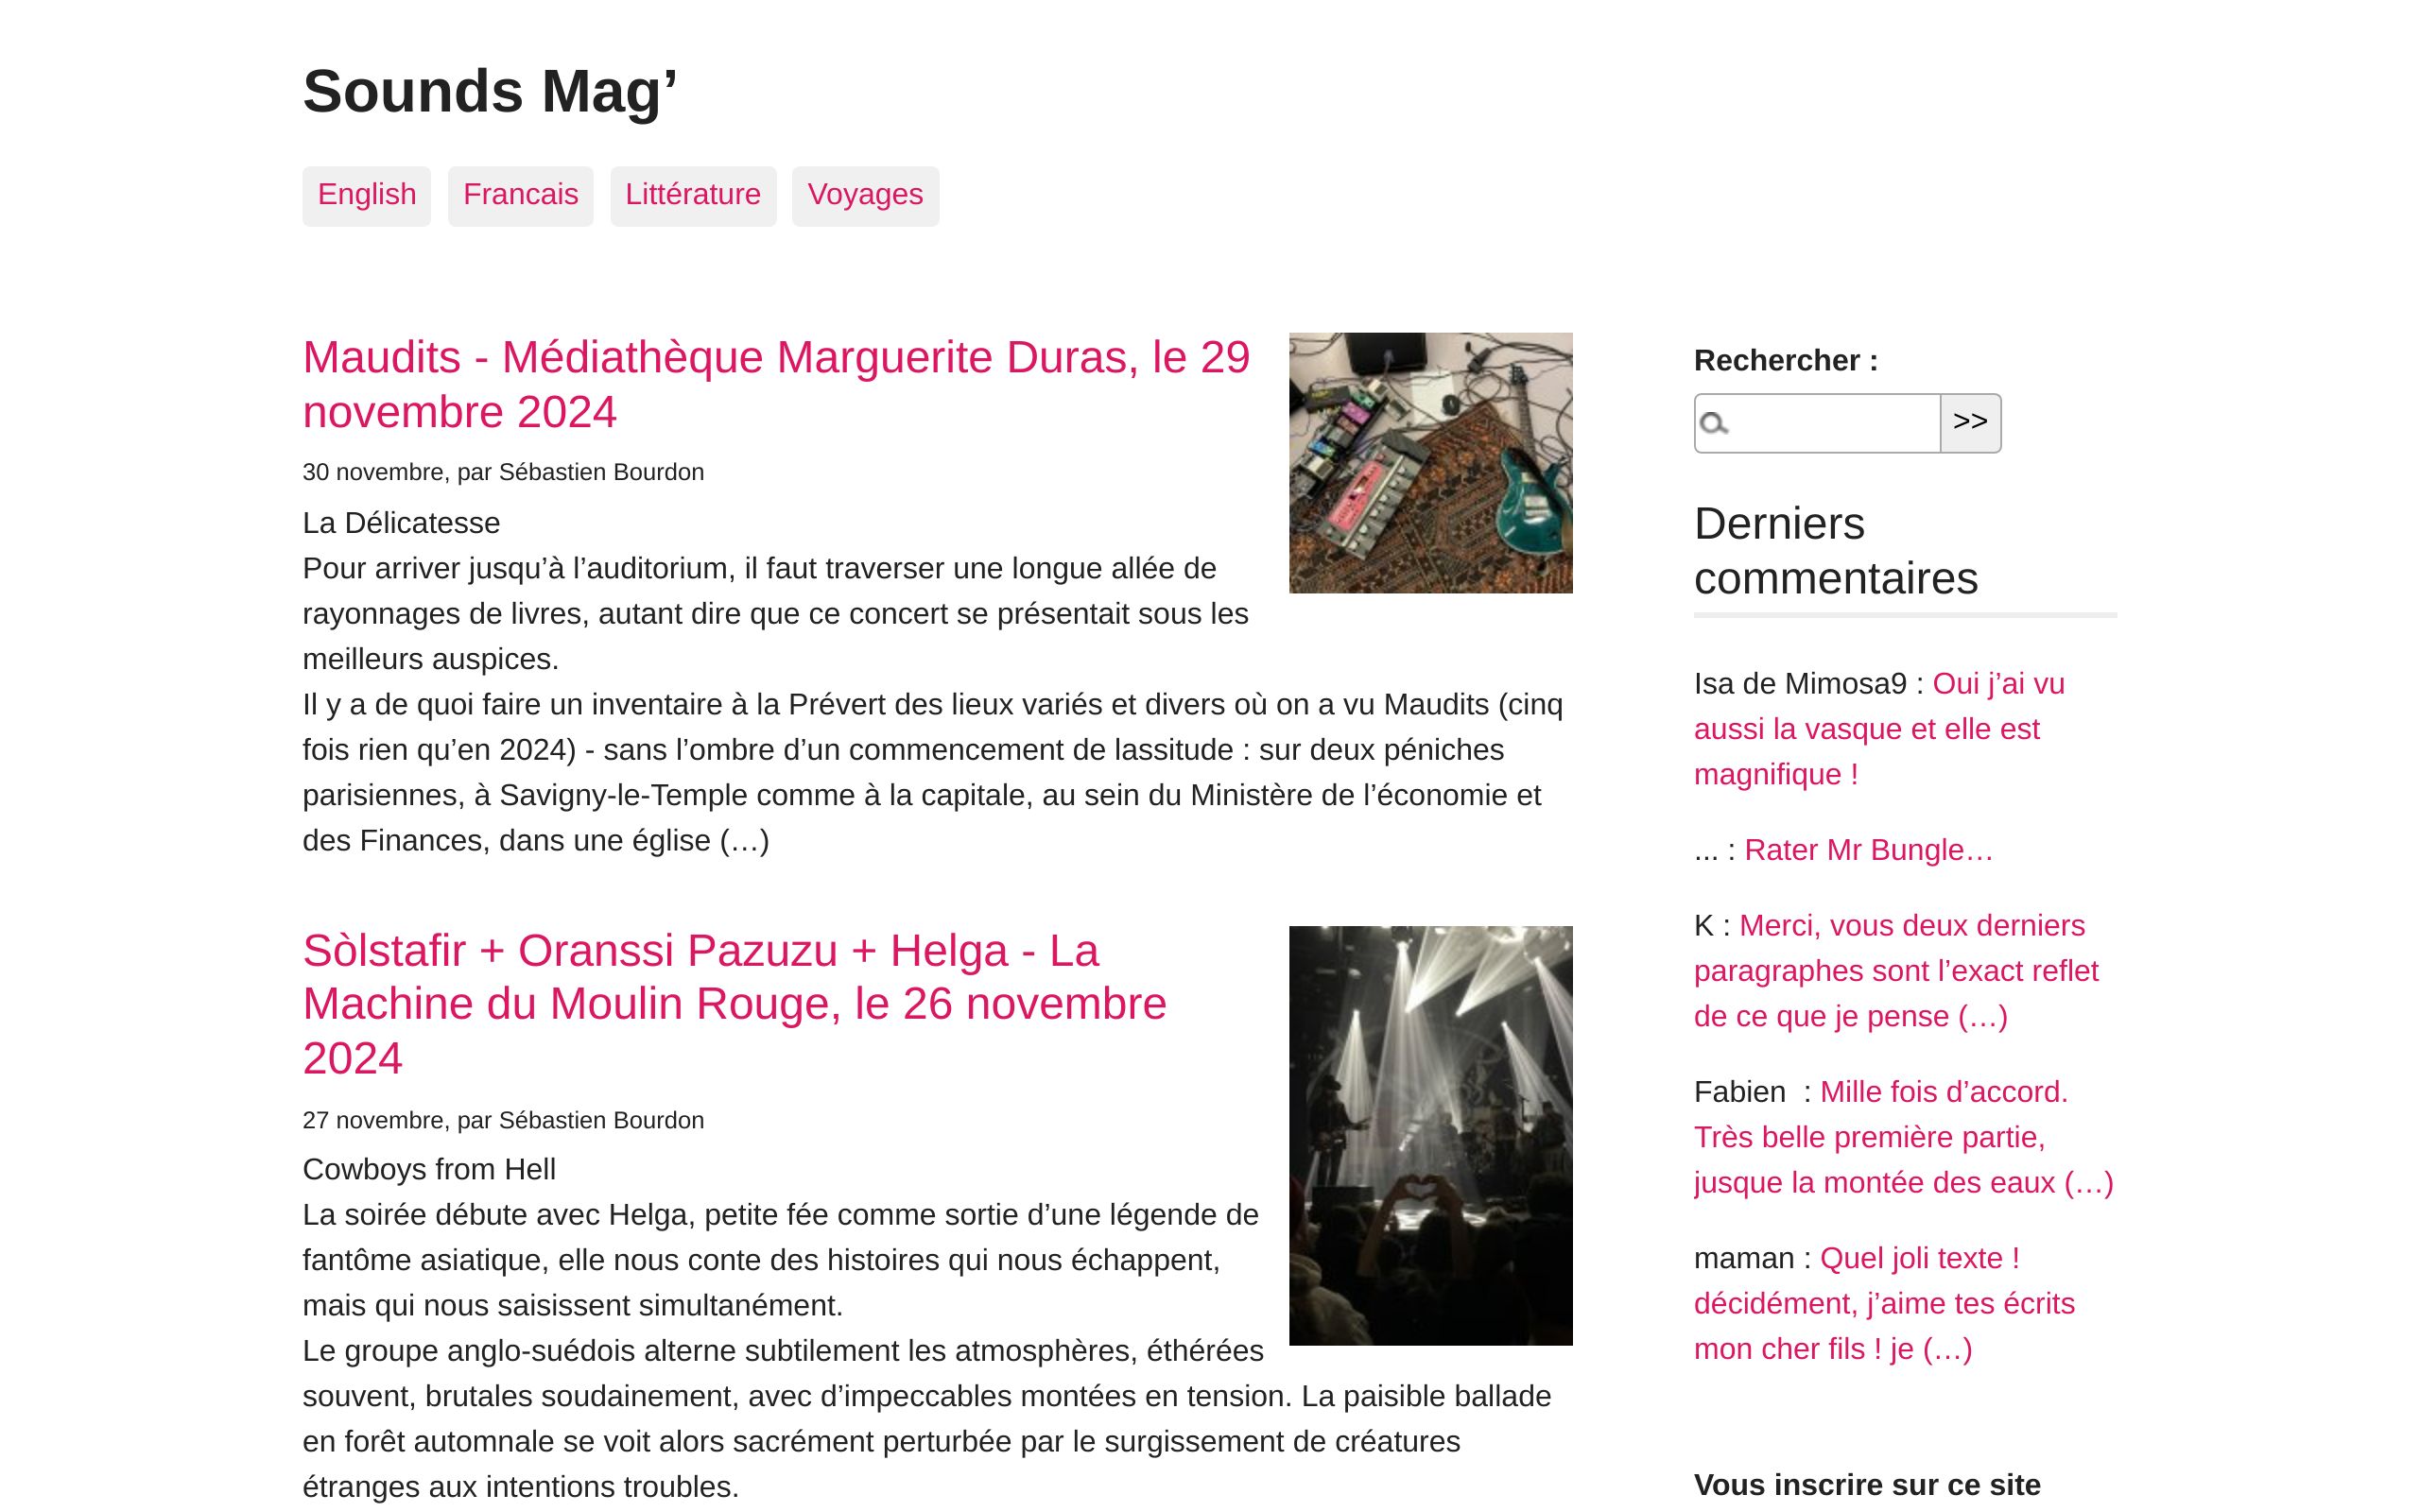 Sounds Mag’
English
Francais
Littérature
Voyages
Maudits - Médiathèque Marguerite Duras, le 29
novembre 2024
30 novembre, par Sébastien Bourdon
La Délicatesse
Pour arriver jusqu’à l’auditorium, il faut traverser une longue allée de
rayonnages de livres, autant dire que ce concert se présentait sous les
meilleurs auspices.
Il y a de quoi faire un inventaire à la Prévert des lieux variés et divers où on a vu Maudits (cinq
fois rien qu’en 2024) - sans l’ombre d’un commencement de lassitude : sur deux péniches
parisiennes, à Savigny-le-Temple comme à la capitale, au sein du Ministère de l’économie et
des Finances, dans une église (…)
Sòlstafir + Oranssi Pazuzu + Helga - La
Machine du Moulin Rouge, le 26 novembre
2024
27 novembre, par Sébastien Bourdon
Cowboys from Hell
La soirée débute avec Helga, petite fée comme sortie d’une légende de
fantôme asiatique, elle nous conte des histoires qui nous échappent,
mais qui nous saisissent simultanément.
Le groupe anglo-suédois alterne subtilement les atmosphères, éthérées
souvent, brutales soudainement, avec d’impeccables montées en tension. La paisible ballade
en forêt automnale se voit alors sacrément perturbée par le surgissement de créatures
étranges aux intentions troubles.
Rechercher :
>>
Derniers
commentaires
Isa de Mimosa9 : Oui j’ai vu
aussi la vasque et elle est
magnifique !
... : Rater Mr Bungle…
K : Merci, vous deux derniers
paragraphes sont l’exact reflet
de ce que je pense (…)
Fabien  : Mille fois d’accord.
Très belle première partie,
jusque la montée des eaux (…)
maman : Quel joli texte !
décidément, j’aime tes écrits
mon cher fils ! je (…)
Vous inscrire sur ce site